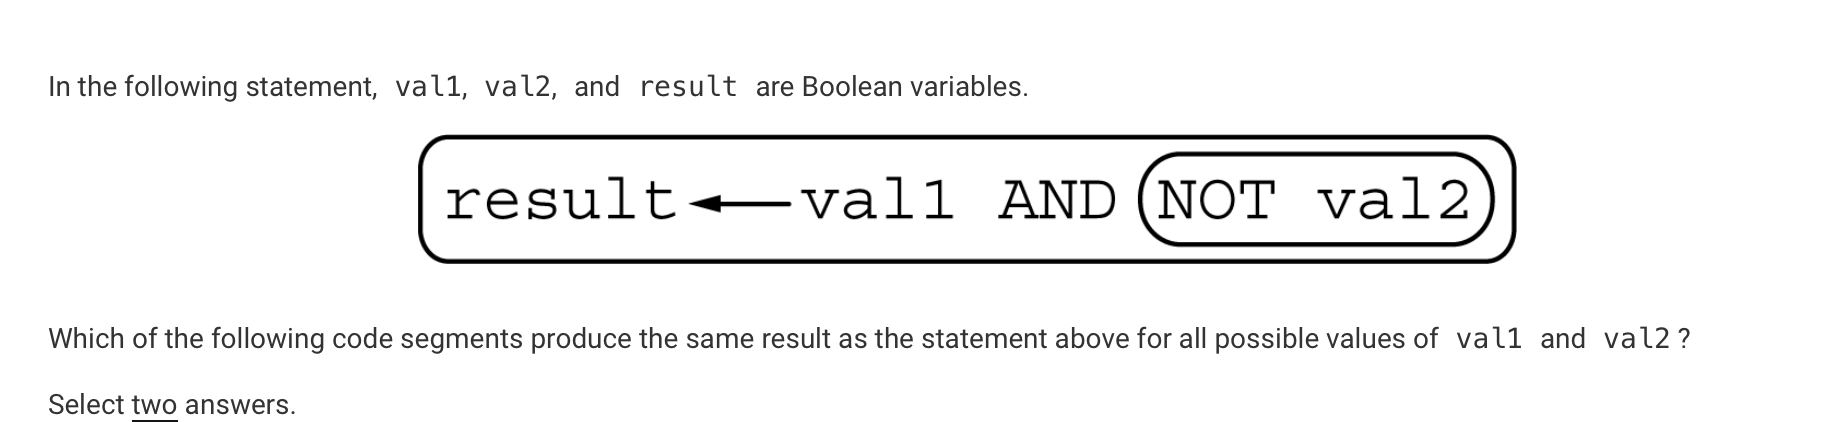 In the following statement, val1, val2, and result are Boolean variables.
result ← val1 AND NOT val2
Which of the following code segments produce the same result as the statement above for all possible values of val1 and val2 ?
Select two answers.